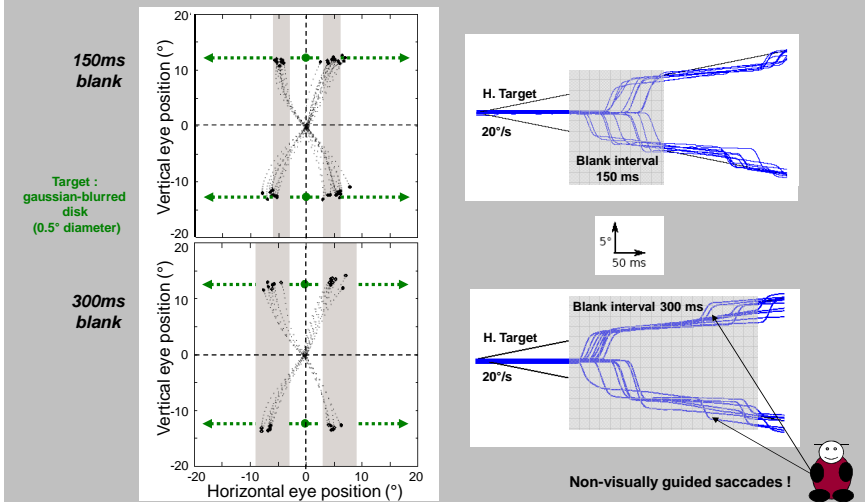 150ms
blank
Target :
gaussian-blurred
disk
(0.5° diameter)
300ms
blank
Vertical eye position (°)
20
10
0
-10
-20
Vertical eye position (°)
20
10
0
-10
-20
-20
-10
0
10
20
Horizontal eye position (°)
H. Target
20°/s
Blank interval
150 ms
5°
50 ms
Blank interval 300 ms
H. Target
20°/s
Non-visually guided saccades !